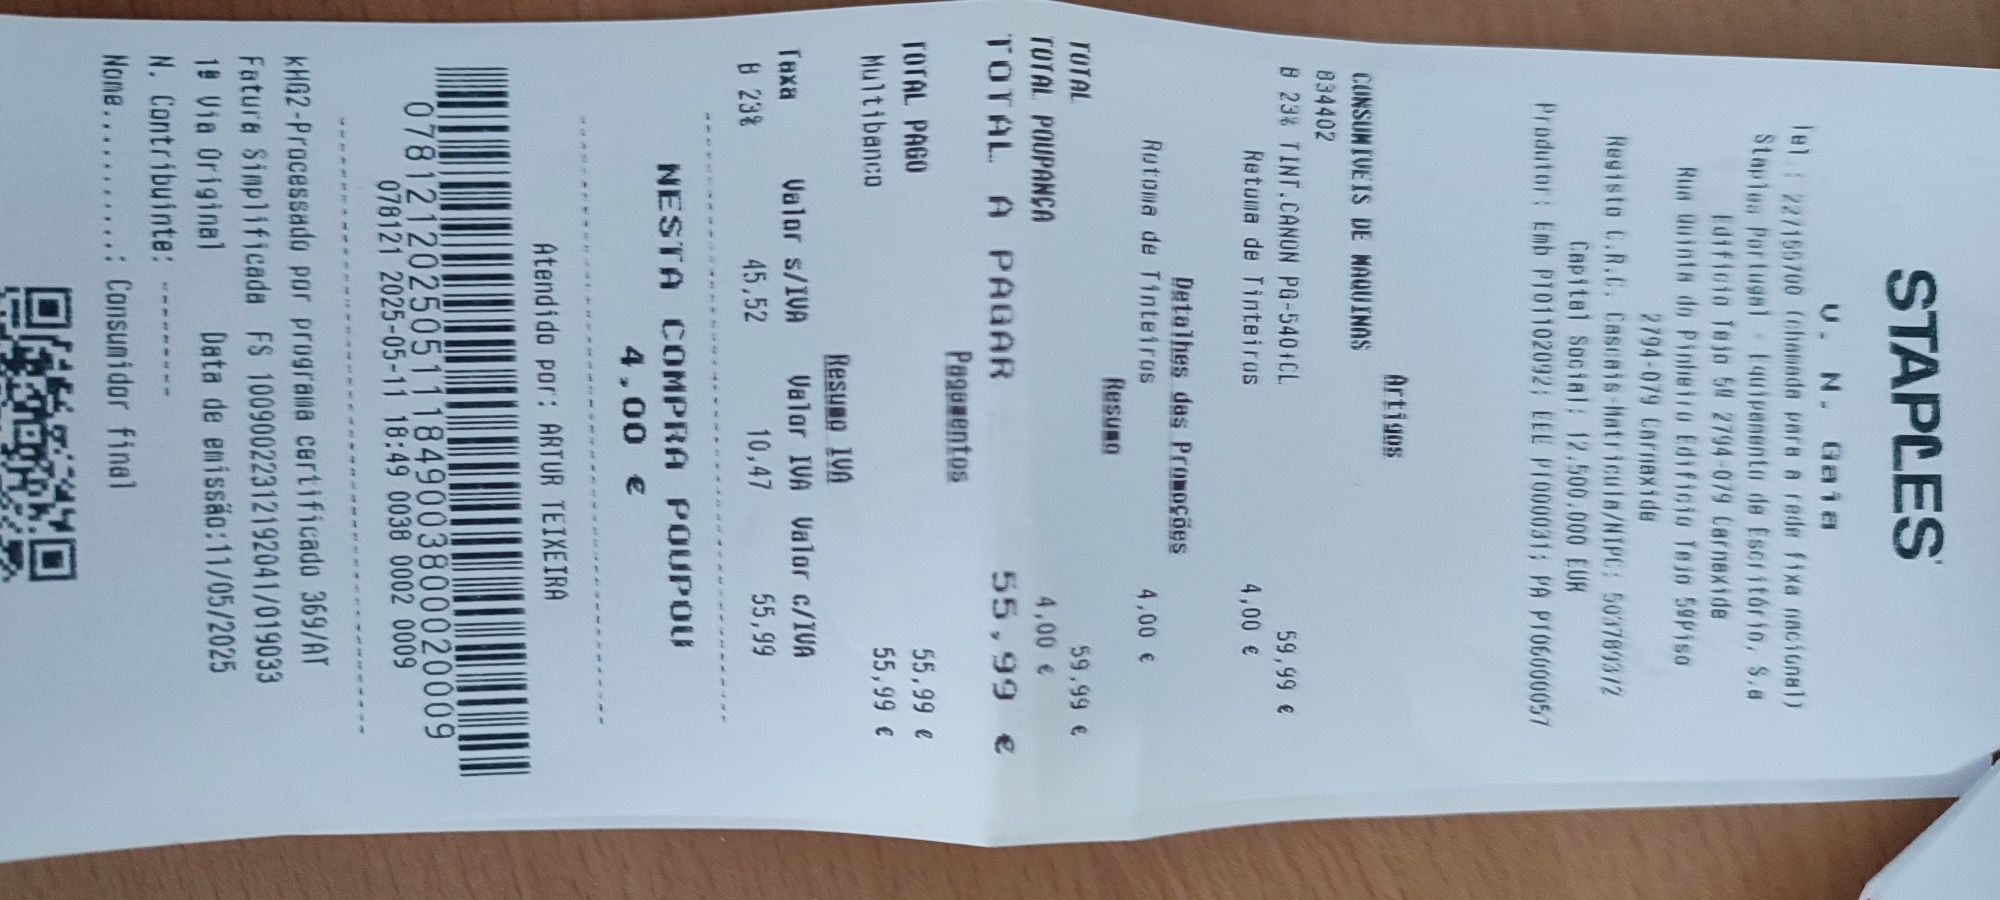 STAPLES
V. N. Gaia
Tel.: 227155700 (chamada para a rede fixa nacional)
Staples Portugal - Equipamento de Escritório, S.A
Edifício Tejo 5º 2794-079 Carnaxide
Rua Quinta do Pinheiro Edifício Tejo 5ºPiso
2794-079 Carnaxide
Registo C.R.C. Cascais-Matricula/NIPC:
Capital Social: 12.500.000 EUR
Produtor: Emb PT01102092; EEE PT000031; PA PT06000057
Artigos
CONSUMIVEIS DE MAQUINAS
834402
B 23% TINT.CANON PG-540+CL 59,99 €
Retoma de Tinteiros 4,00 €
Detalhes das Promoções
Retoma de Tinteiros 4,00 €
Resumo
TOTAL 59,99 €
TOTAL POUPANÇA 4,00 €
TOTAL A PAGAR 55,99 €
Pagamentos
TOTAL PAGO 55,99 €
Multibanco 55,99 €
Resumo IVA
Taxa Valor s/IVA Valor IVA Valor c/IVA
B 23% 45,52 10,47 55,99
NESTA COMPRA POUPOU
4,00 €
Atendido por: ARTUR TEIXEIRA
078121202505111849003800020009
078121 2025-05-11 18:49 0038 0002 0009
KHG2-Processado por programa certificado 369/AT
Fatura Simplificada FS 10090022312192041/019033
1ª Via Original Data de emissão:11/05/2025
N. Contribuinte: --------
Nome...........: Consumidor final